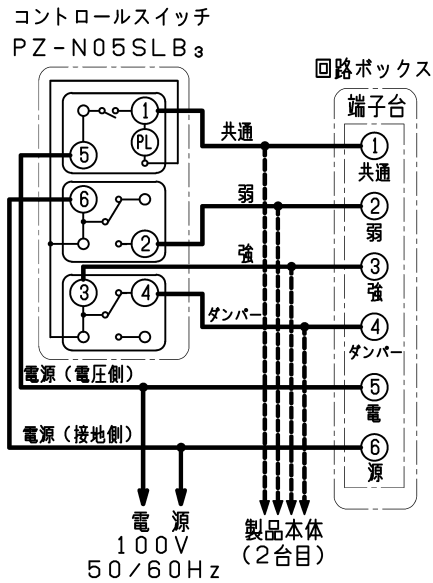 コントロールスイッチ
PZ-N05SLB3
回路ボックス
端子台
1
PL
5
共通
1
共通
6
2
弱
2
弱
3
4
強
3
強
ダンパー
4
ダンパー
電源(電圧側)
5
電
電源(接地側)
6
源
電 源
100V
50/60Hz
製品本体
(2台目)